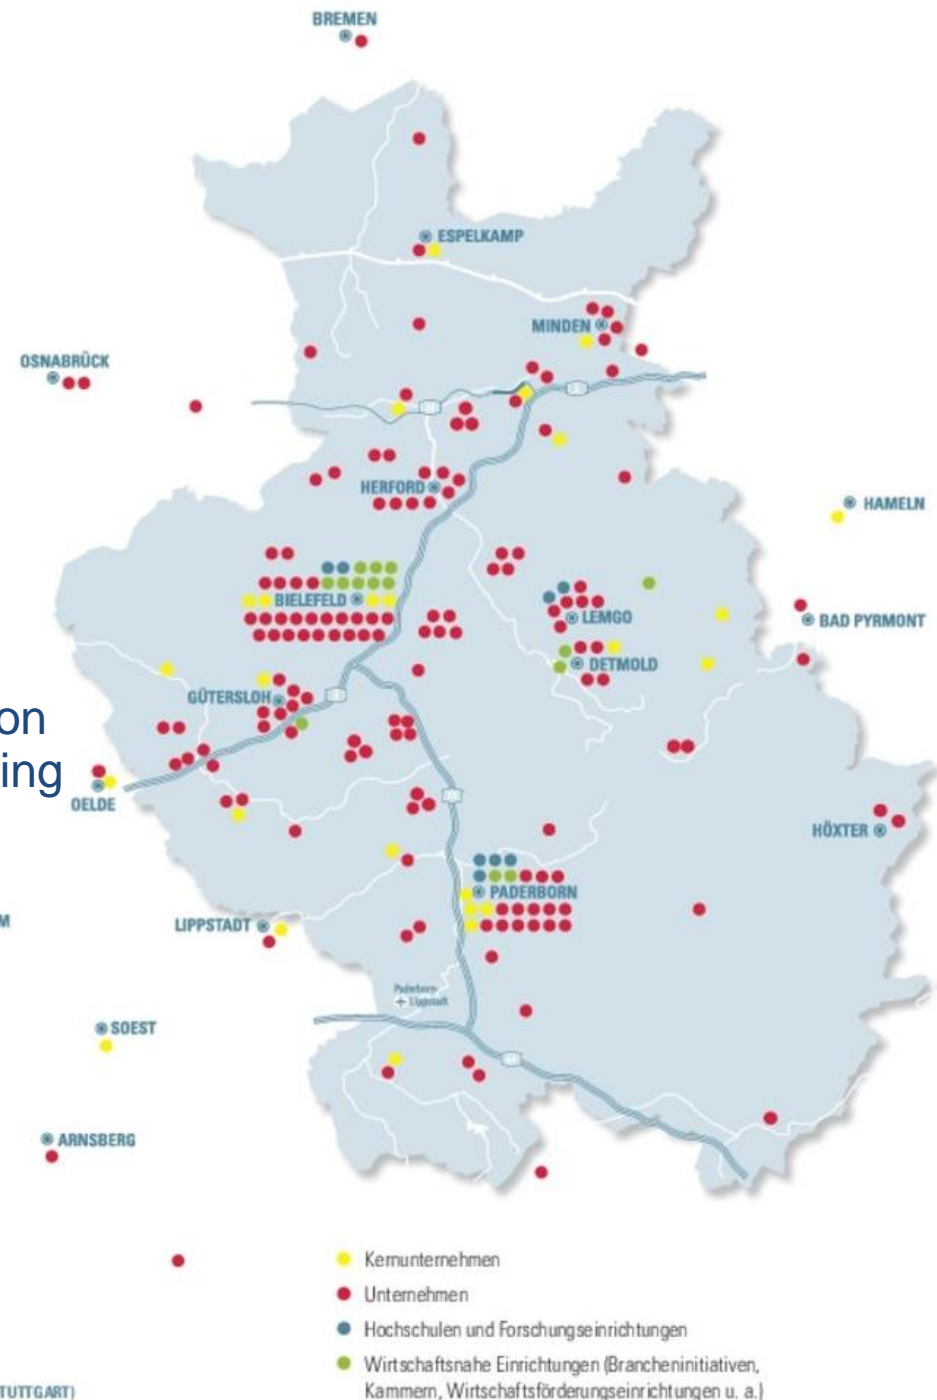 BREMEN
ESPELKAMP
MINDEN
OSNABRÜCK
HERFORD
HAMELN
BIELEFELD
LEMGO
BAD PYRMONT
DETMOLD
GÜTERSLOH
on
ing
OELDE
HÖXTER
PADERBORN
M
LIPPSTADT
Paderborn-
Lippstadt
SOEST
ARNSBERG
Kernunternehmen
Unternehmen
Hochschulen und Forschungseinrichtungen
Wirtschaftsnahe Einrichtungen (Brancheninitiativen,
Kammern, Wirtschaftsförderungseinrichtungen u. a.)
TUTTGART)